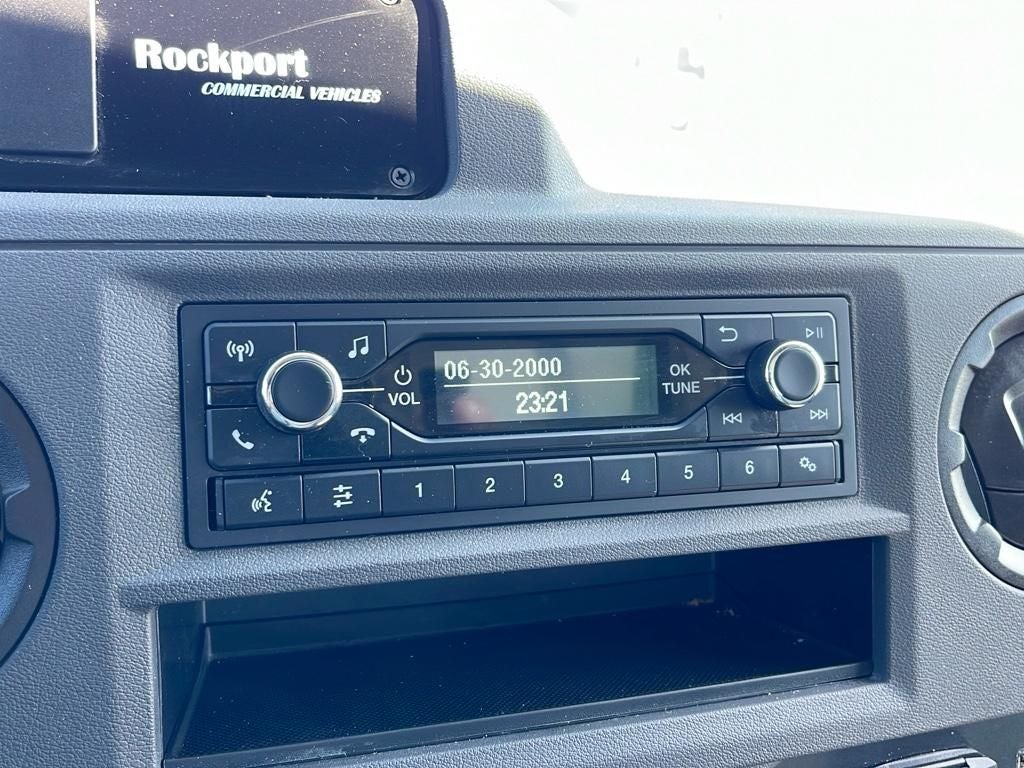 Rockport
COMMERCIAL VEHICLES
06-30-2000
23:21
VOL
OK
TUNE
1 2 3 4 5 6